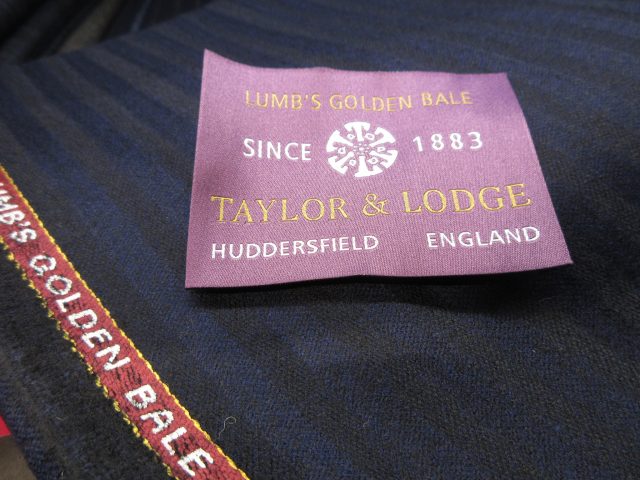 LUMB'S GOLDEN BALE
SINCE 1883
TAYLOR & LODGE
HUDDERSFIELD ENGLAND
LUMB'S GOLDEN BALE